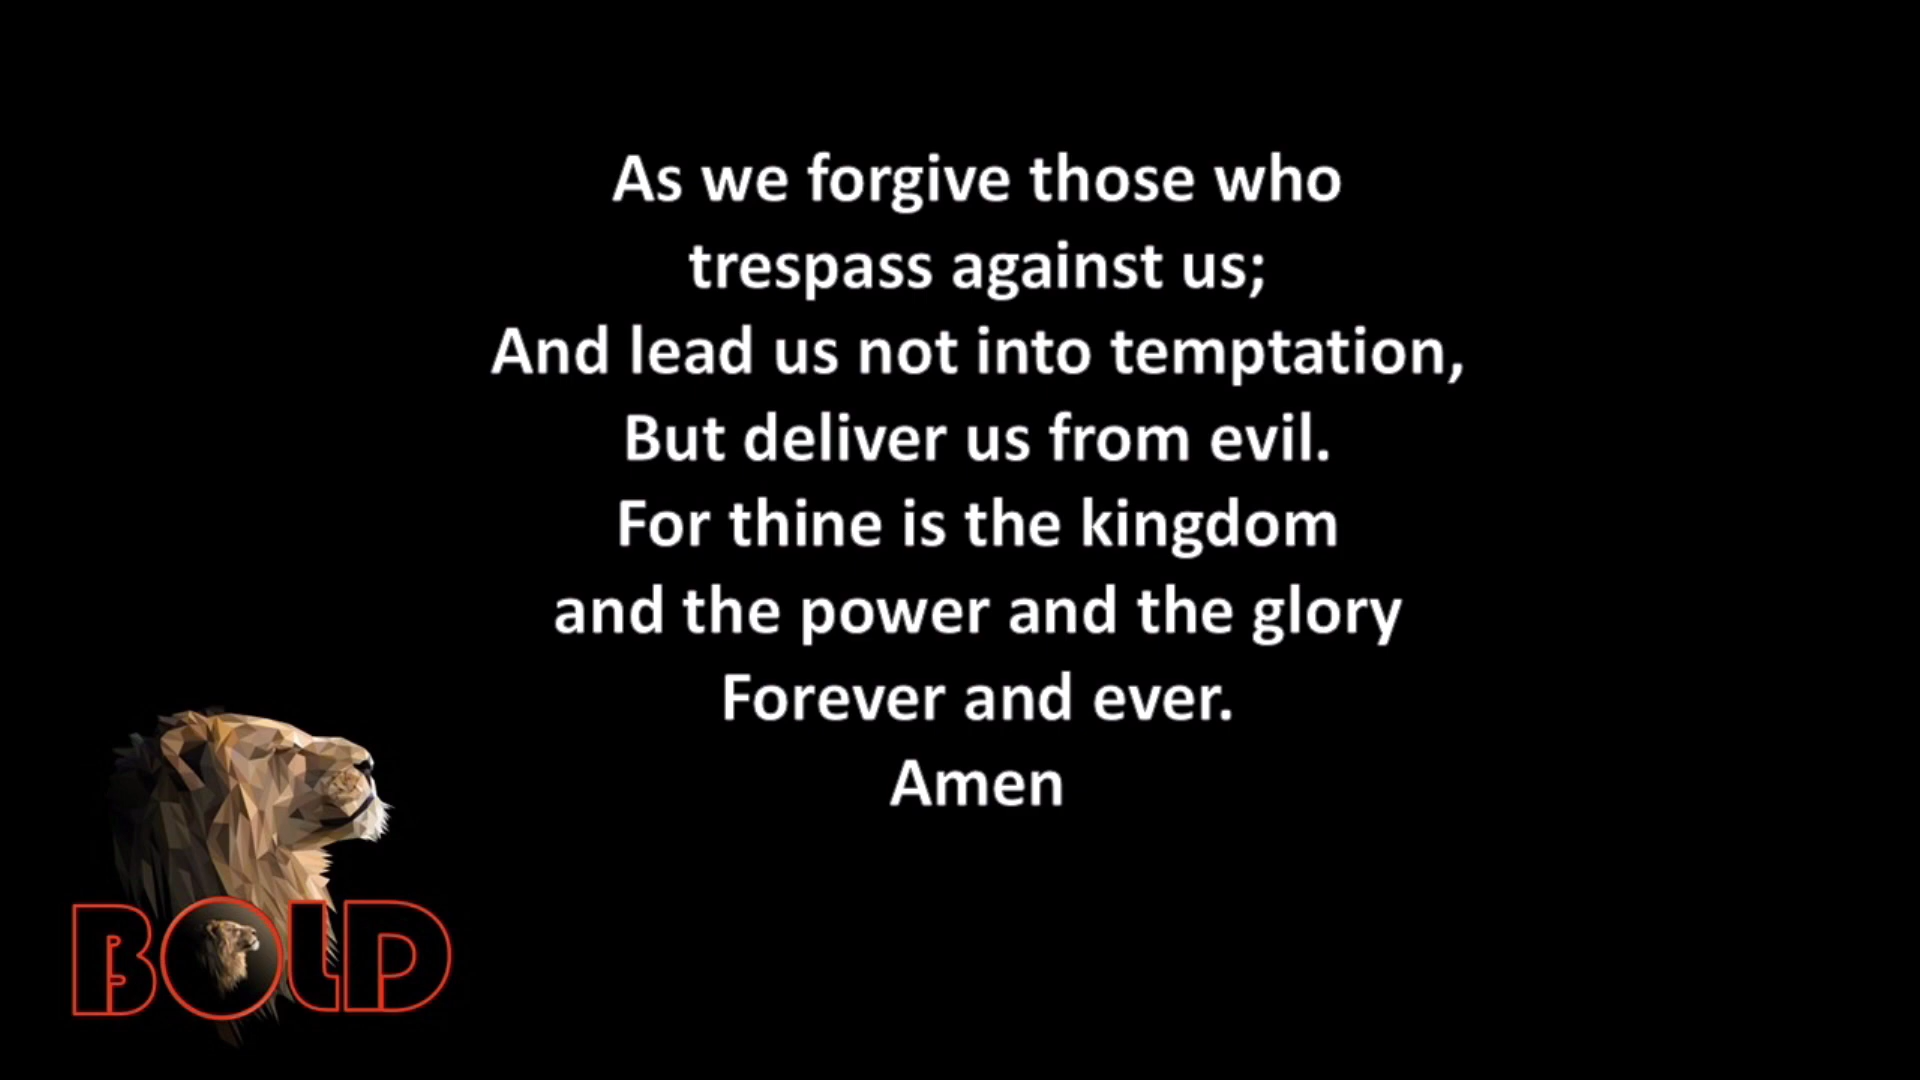 As we forgive those who
trespass against us;
And lead us not into temptation,
But deliver us from evil.
For thine is the kingdom
and the power and the glory
Forever and ever.
Amen
BOLD